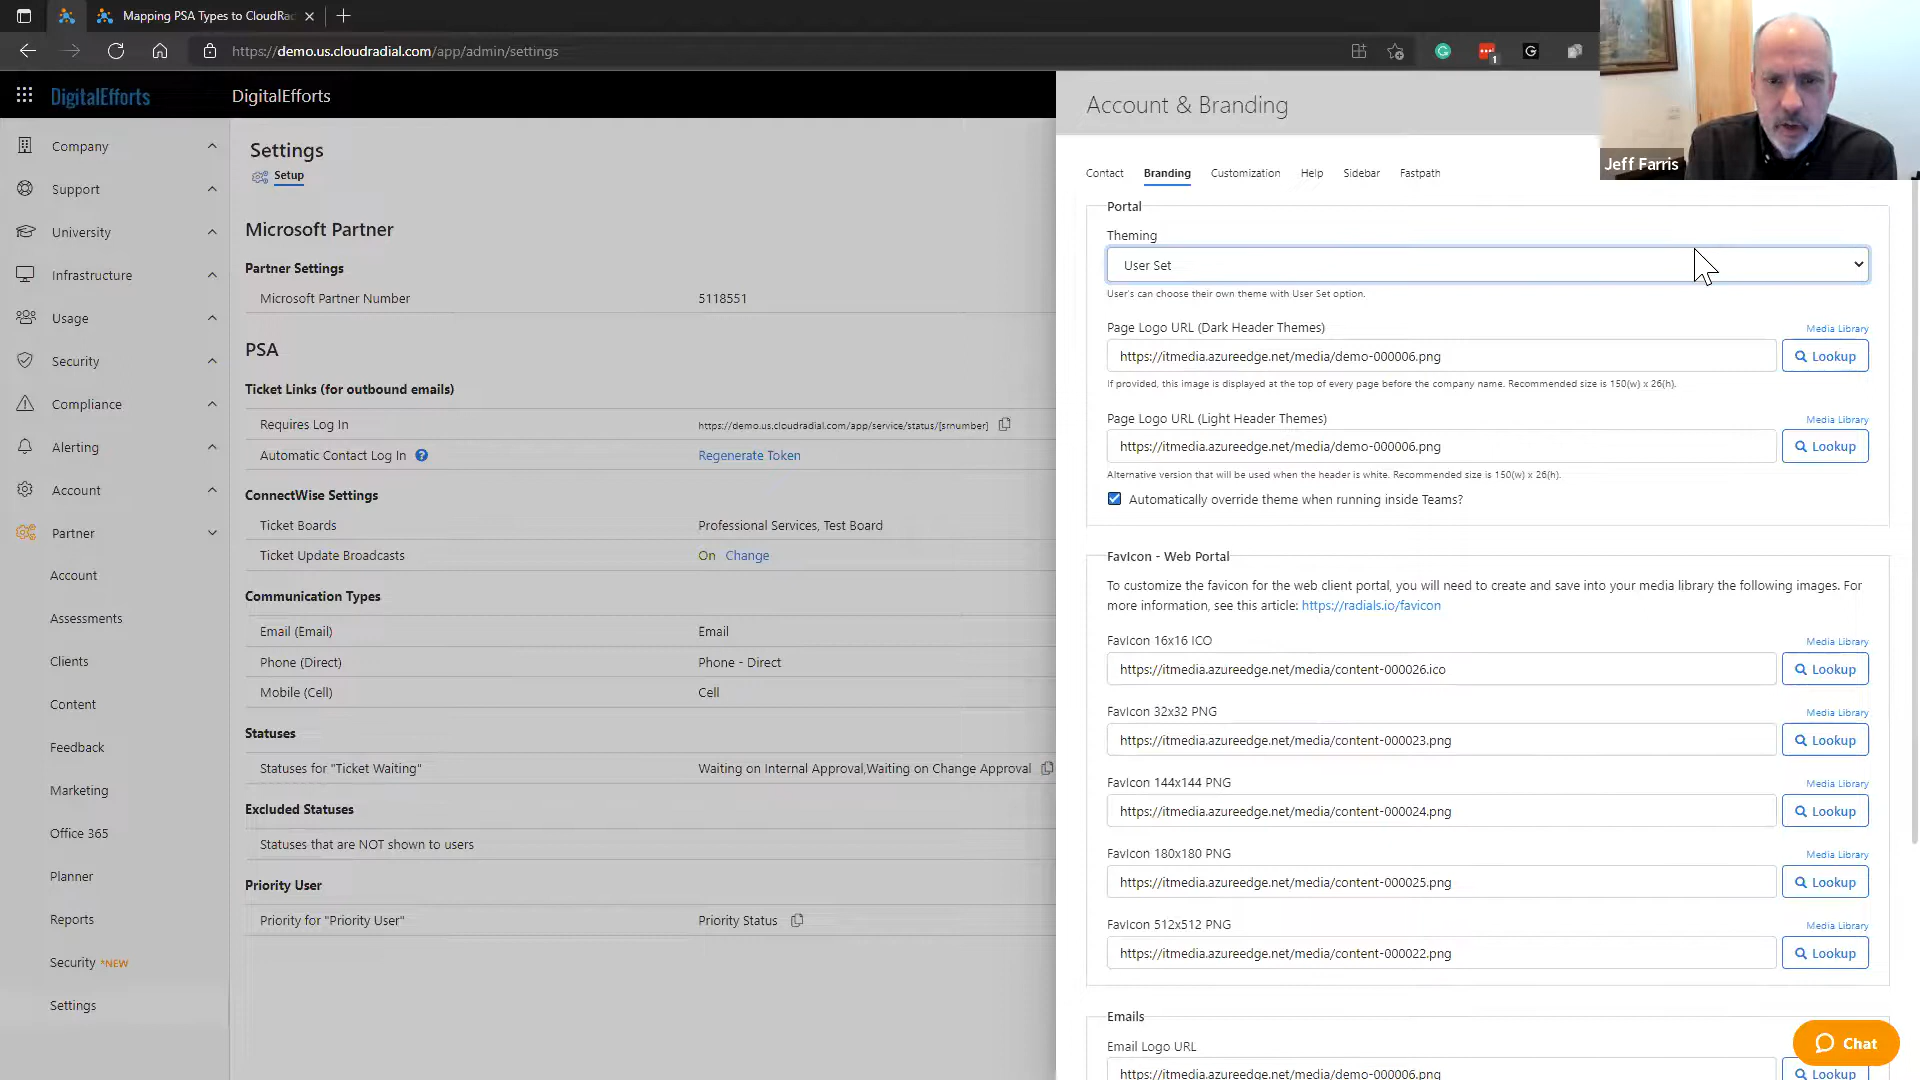 Mapping PSA Types to CloudRa
https://demo.us.cloudradial.com/app/admin/settings
1
G
DigitalEfforts
DigitalEfforts
Company
Support
University
Infrastructure
Usage
Security
Compliance
Alerting
Account
Partner
Account
Assessments
Clients
Content
Feedback
Marketing
Office 365
Planner
Reports
Security *NEW
Settings
Settings
Setup
Microsoft Partner
Partner Settings
Microsoft Partner Number 5118551
PSA
Ticket Links (for outbound emails)
Requires Log In https://demo.us.cloudradial.com/app/service/status/[srnumber]
Automatic Contact Log In ? Regenerate Token
ConnectWise Settings
Ticket Boards Professional Services, Test Board
Ticket Update Broadcasts On Change
Communication Types
Email (Email) Email
Phone (Direct) Phone - Direct
Mobile (Cell) Cell
Statuses
Statuses for "Ticket Waiting" Waiting on Internal Approval,Waiting on Change Approval
Excluded Statuses
Statuses that are NOT shown to users
Priority User
Priority for "Priority User" Priority Status
Account & Branding
Jeff Farris
Contact Branding Customization Help Sidebar Fastpath
Portal
Theming
User Set
User's can choose their own theme with User Set option.
Page Logo URL (Dark Header Themes) Media Library
https://itmedia.azureedge.net/media/demo-000006.png Lookup
If provided, this image is displayed at the top of every page before the company name. Recommended size is 150(w) x 26(h).
Page Logo URL (Light Header Themes) Media Library
https://itmedia.azureedge.net/media/demo-000006.png Lookup
Alternative version that will be used when the header is white. Recommended size is 150(w) x 26(h).
Automatically override theme when running inside Teams?
FavIcon - Web Portal
To customize the favicon for the web client portal, you will need to create and save into your media library the following images. For
more information, see this article: https://radials.io/favicon
FavIcon 16x16 ICO Media Library
https://itmedia.azureedge.net/media/content-000026.ico Lookup
FavIcon 32x32 PNG Media Library
https://itmedia.azureedge.net/media/content-000023.png Lookup
FavIcon 144x144 PNG Media Library
https://itmedia.azureedge.net/media/content-000024.png Lookup
FavIcon 180x180 PNG Media Library
https://itmedia.azureedge.net/media/content-000025.png Lookup
FavIcon 512x512 PNG Media Library
https://itmedia.azureedge.net/media/content-000022.png Lookup
Emails
Email Logo URL
https://itmedia.azureedge.net/media/demo-000006.png Lookup
Chat